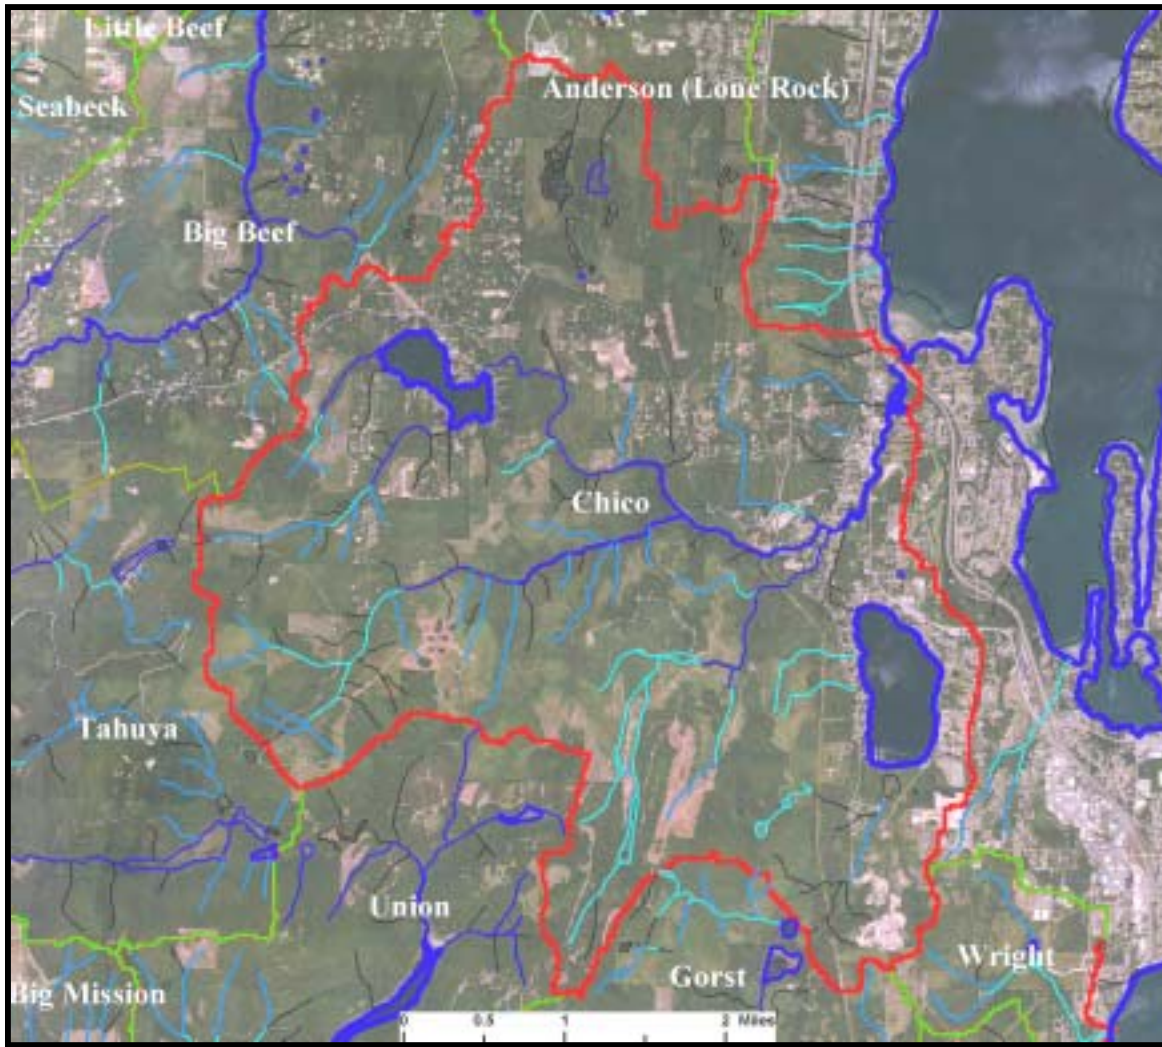 Little Beef
Anderson (Lone Rock)
Seabeck
Big Beef
Chico
Tahuya
Union
Wright
Gorst
Big Mission
0 0.5 1 2 Miles